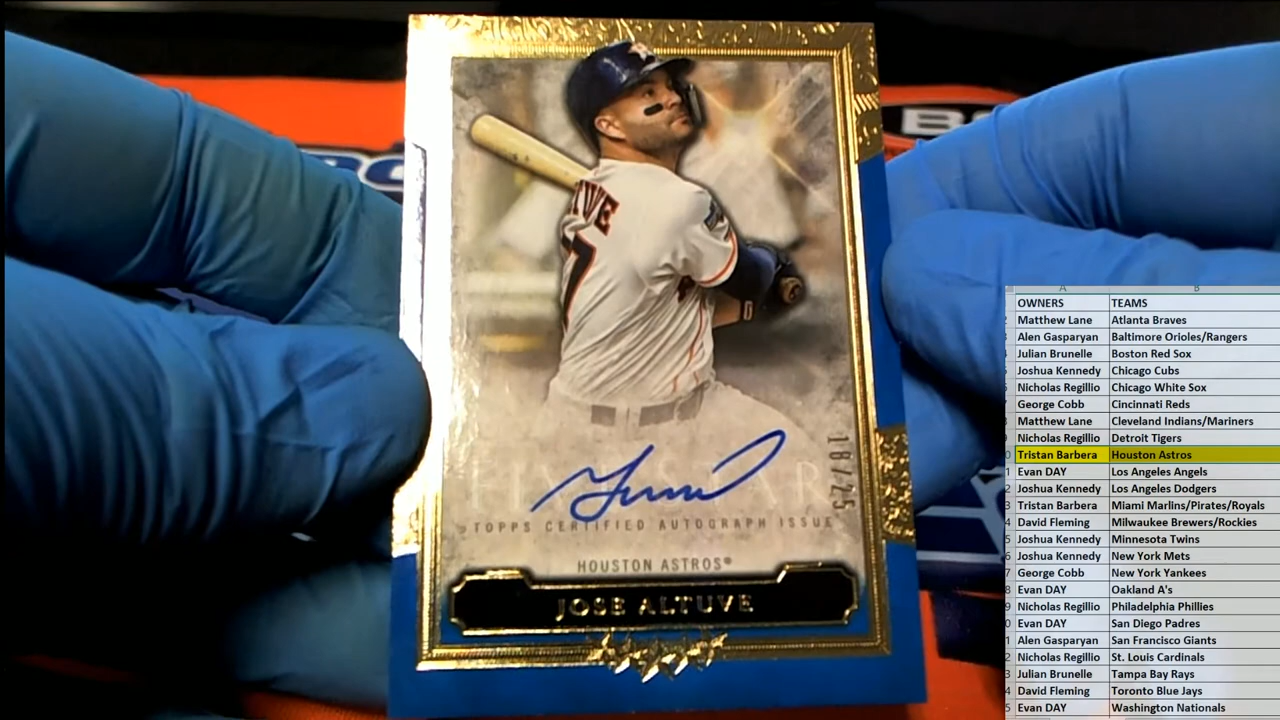 TUVE
7
18/25
FIVE STAR
TOPPS CERTIFIED AUTOGRAPH ISSUE
HOUSTON ASTROS®
JOSE ALTUVE
A B
OWNERS TEAMS
Matthew Lane Atlanta Braves
Alen Gasparyan Baltimore Orioles/Rangers
Julian Brunelle Boston Red Sox
Joshua Kennedy Chicago Cubs
Nicholas Regillio Chicago White Sox
George Cobb Cincinnati Reds
Matthew Lane Cleveland Indians/Mariners
Nicholas Regillio Detroit Tigers
Tristan Barbera Houston Astros
Evan DAY Los Angeles Angels
Joshua Kennedy Los Angeles Dodgers
Tristan Barbera Miami Marlins/Pirates/Royals
David Fleming Milwaukee Brewers/Rockies
Joshua Kennedy Minnesota Twins
Joshua Kennedy New York Mets
George Cobb New York Yankees
Evan DAY Oakland A's
Nicholas Regillio Philadelphia Phillies
Evan DAY San Diego Padres
Alen Gasparyan San Francisco Giants
Nicholas Regillio St. Louis Cardinals
Julian Brunelle Tampa Bay Rays
David Fleming Toronto Blue Jays
Evan DAY Washington Nationals